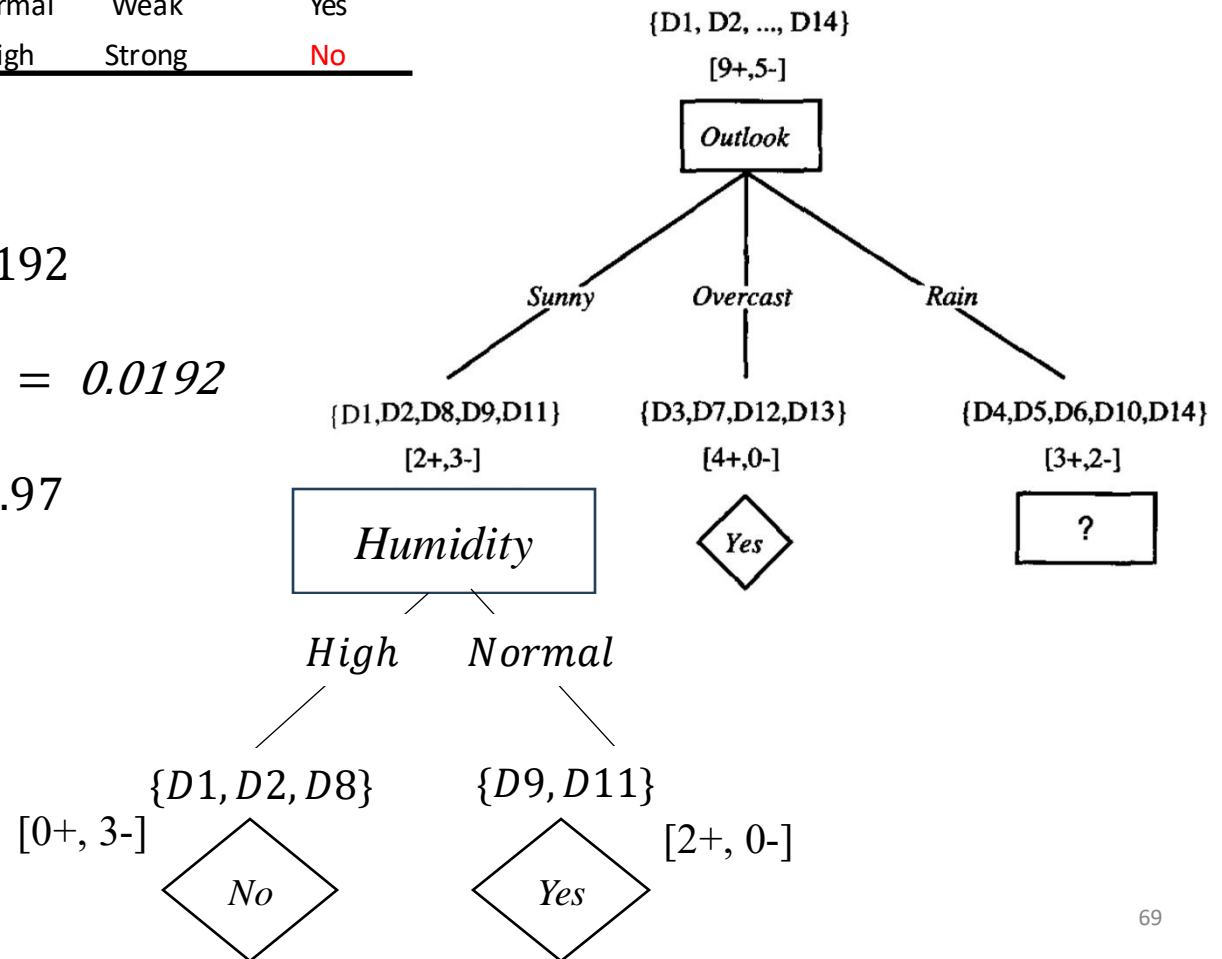 Weak Yes
Strong No
192
= 0.0192
.97
{D1, D2, ..., D14}
[9+,5-]
Outlook
Sunny Overcast Rain
{D1,D2,D8,D9,D11} {D3,D7,D12,D13} {D4,D5,D6,D10,D14}
[2+,3-] [4+,0-] [3+,2-]
Humidity Yes ?
High Normal
{D1, D2, D8} {D9, D11}
[0+, 3-] [2+, 0-]
No Yes
69